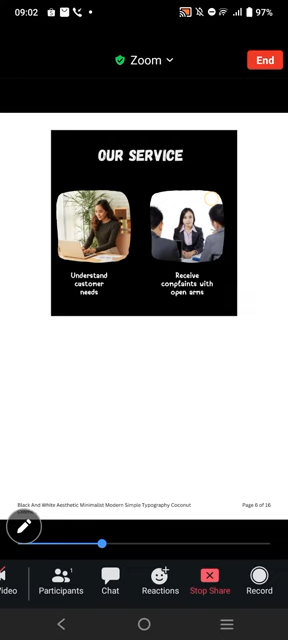 09:02
97%
Zoom
End
OUR SERVICE
Understand
customer
needs
Receive
complaints with
open arms
Black And White Aesthetic Minimalist Modern Simple Typography Coconut
Page 6 of 16
Video
Participants
1
Chat
Reactions
Stop Share
Record